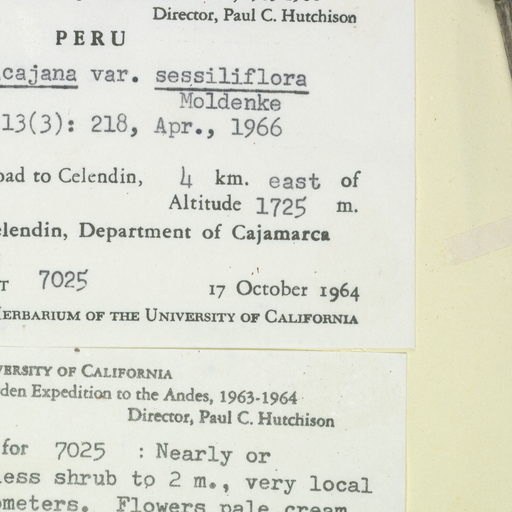 Director, Paul C. Hutchison
PERU
cajana var. sessiliflora
Moldenke
13(3): 218, Apr., 1966
oad to Celendin, 4 km. east of
Altitude 1725 m.
elendin, Department of Cajamarca
T 7025 17 October 1964
ERBARIUM OF THE UNIVERSITY OF CALIFORNIA
VERSITY OF CALIFORNIA
den Expedition to the Andes, 1963-1964
Director, Paul C. Hutchison
for 7025 : Nearly or
less shrub to 2 m., very local
ometers. Flowers pale cream